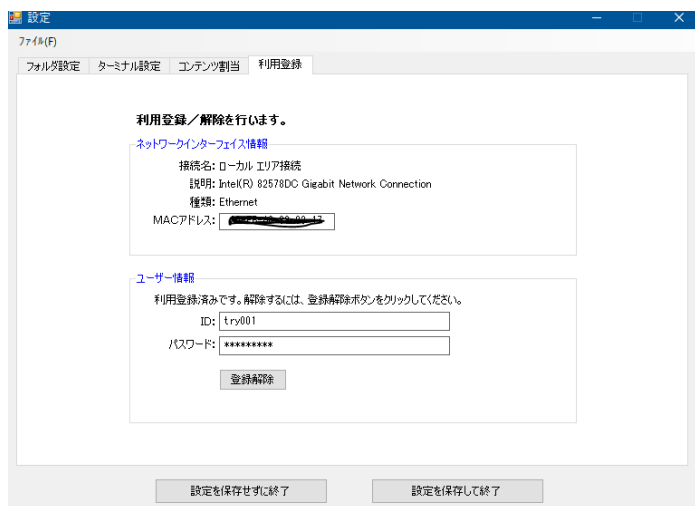 設定
ファイル(F)
フォルダ設定 ターミナル設定 コンテンツ割当 利用登録
利用登録／解除を行います。
ネットワークインターフェイス情報
接続名: ローカル エリア接続
説明: Intel(R) 82578DC Gigabit Network Connection
種類: Ethernet
MACアドレス:
ユーザー情報
利用登録済みです。解除するには、登録解除ボタンをクリックしてください。
ID: try001
パスワード: *********
登録解除
設定を保存せずに終了 設定を保存して終了